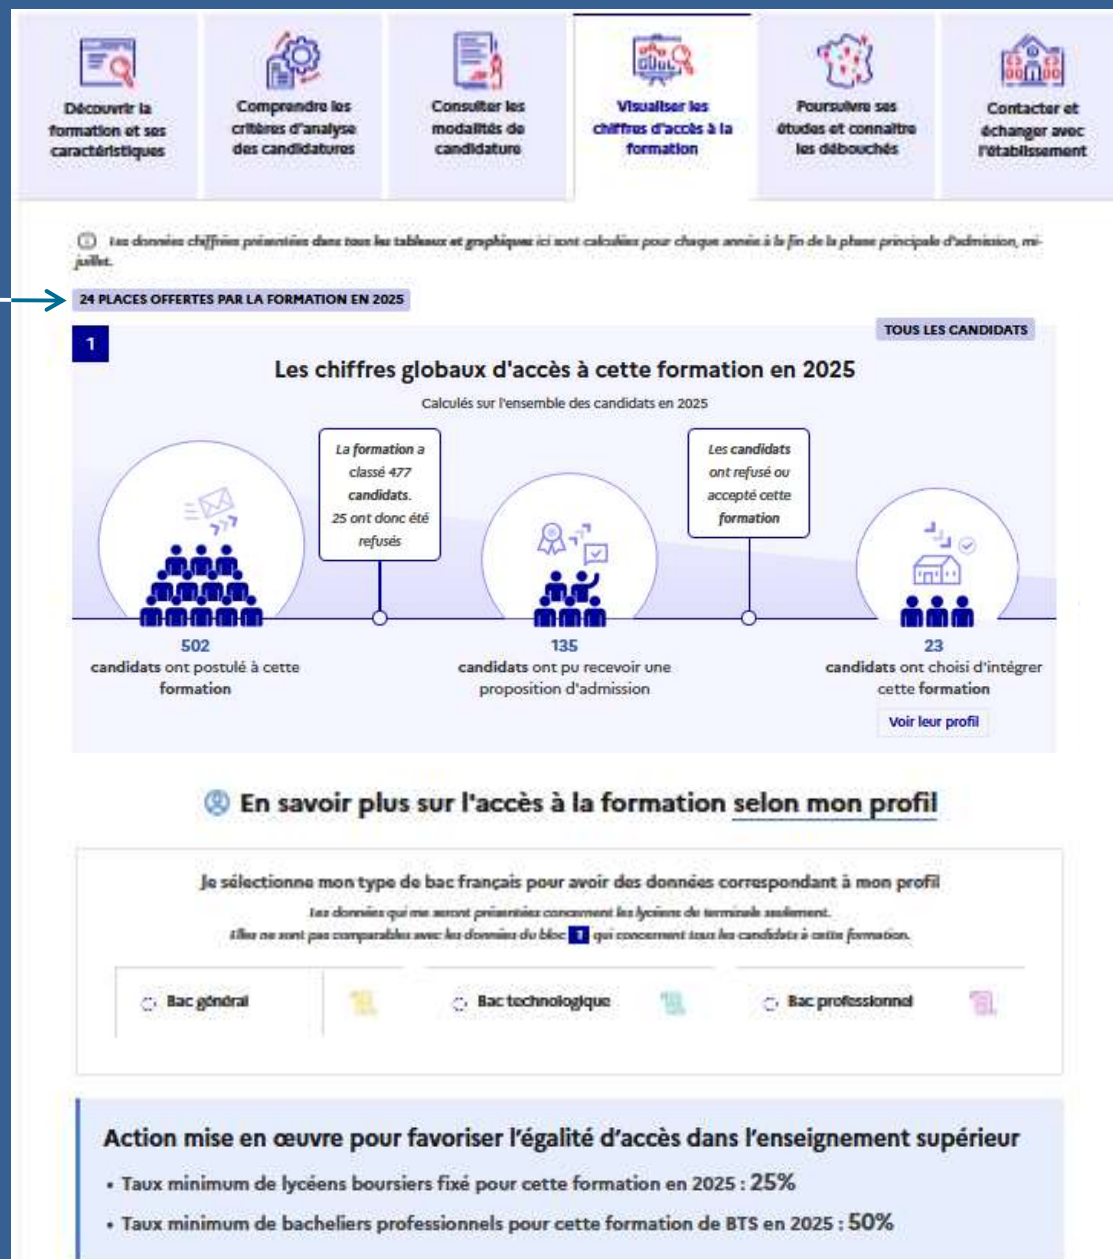 Découvrir la
formation et ses
caractéristiques
Comprendre les
critères d'analyse
des candidatures
Consulter les
modalités de
candidature
Visualiser les
chiffres d'accès à la
formation
Poursuivre ses
études et connaître
les débouchés
Contacter et
échanger avec
l'établissement
Les données chiffrées présentées dans tous les tableaux et graphiques ici sont calculées pour chaque année à la fin de la phase principale d'admission, mi-
juillet.
24 PLACES OFFERTES PAR LA FORMATION EN 2025
TOUS LES CANDIDATS
1
Les chiffres globaux d'accès à cette formation en 2025
Calculés sur l'ensemble des candidats en 2025
La formation a
classé 477
candidats.
25 ont donc été
refusés
Les candidats
ont refusé ou
accepté cette
formation
502
candidats ont postulé à cette
formation
135
candidats ont pu recevoir une
proposition d'admission
23
candidats ont choisi d'intégrer
cette formation
Voir leur profil
En savoir plus sur l'accès à la formation selon mon profil
Je sélectionne mon type de bac français pour avoir des données correspondant à mon profil
Les données qui me seront présentées concernent les lycéens de terminale seulement.
Elles ne sont pas comparables avec les données du bloc 1 qui concernent tous les candidats à cette formation.
Bac général
Bac technologique
Bac professionnel
Action mise en œuvre pour favoriser l'égalité d'accès dans l'enseignement supérieur
• Taux minimum de lycéens boursiers fixé pour cette formation en 2025 : 25%
• Taux minimum de bacheliers professionnels pour cette formation de BTS en 2025 : 50%